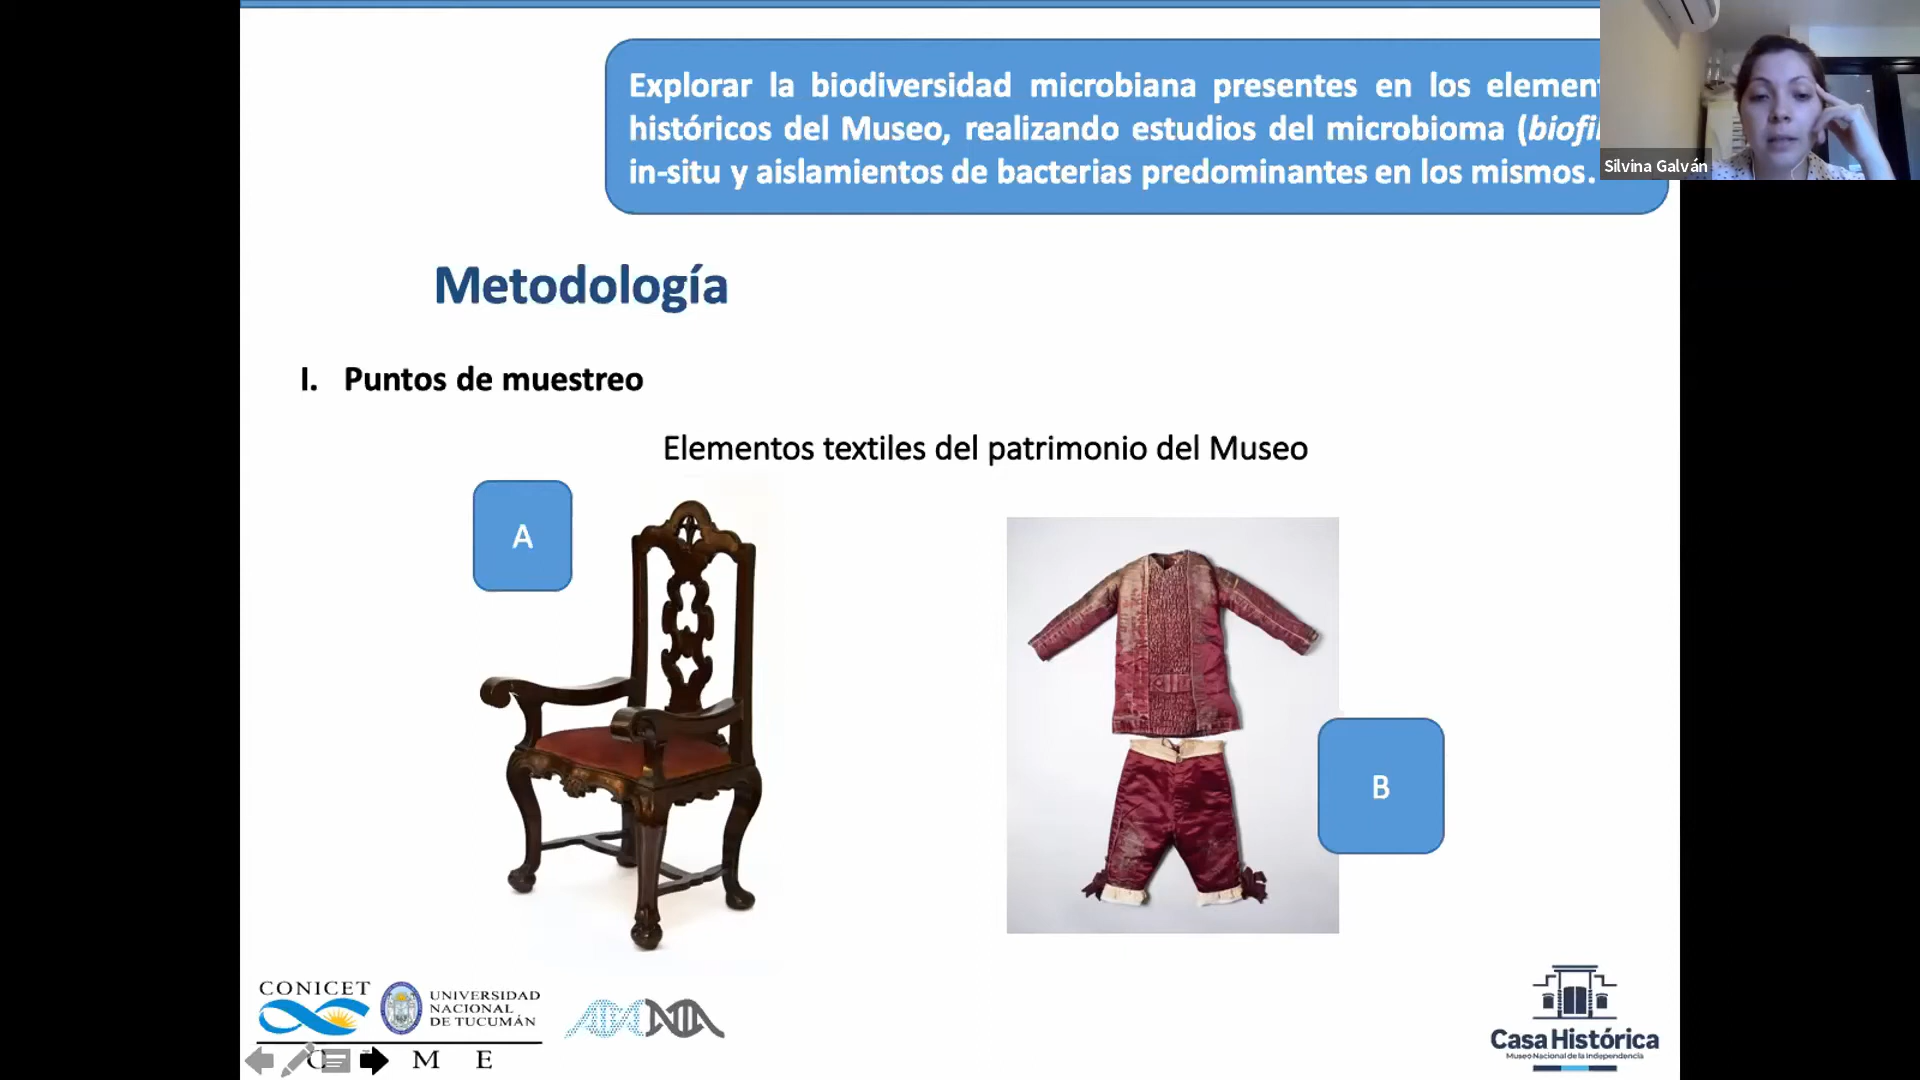 Explorar la biodiversidad microbiana presentes en los element
históricos del Museo, realizando estudios del microbioma (biofi
in-situ y aislamientos de bacterias predominantes en los mismos.
Silvina Galván
Metodología
I. Puntos de muestreo
Elementos textiles del patrimonio del Museo
A
B
CONICET
UNIVERSIDAD
NACIONAL
DE TUCUMÁN
M E
Casa Histórica
Museo Nacional de la Independencia